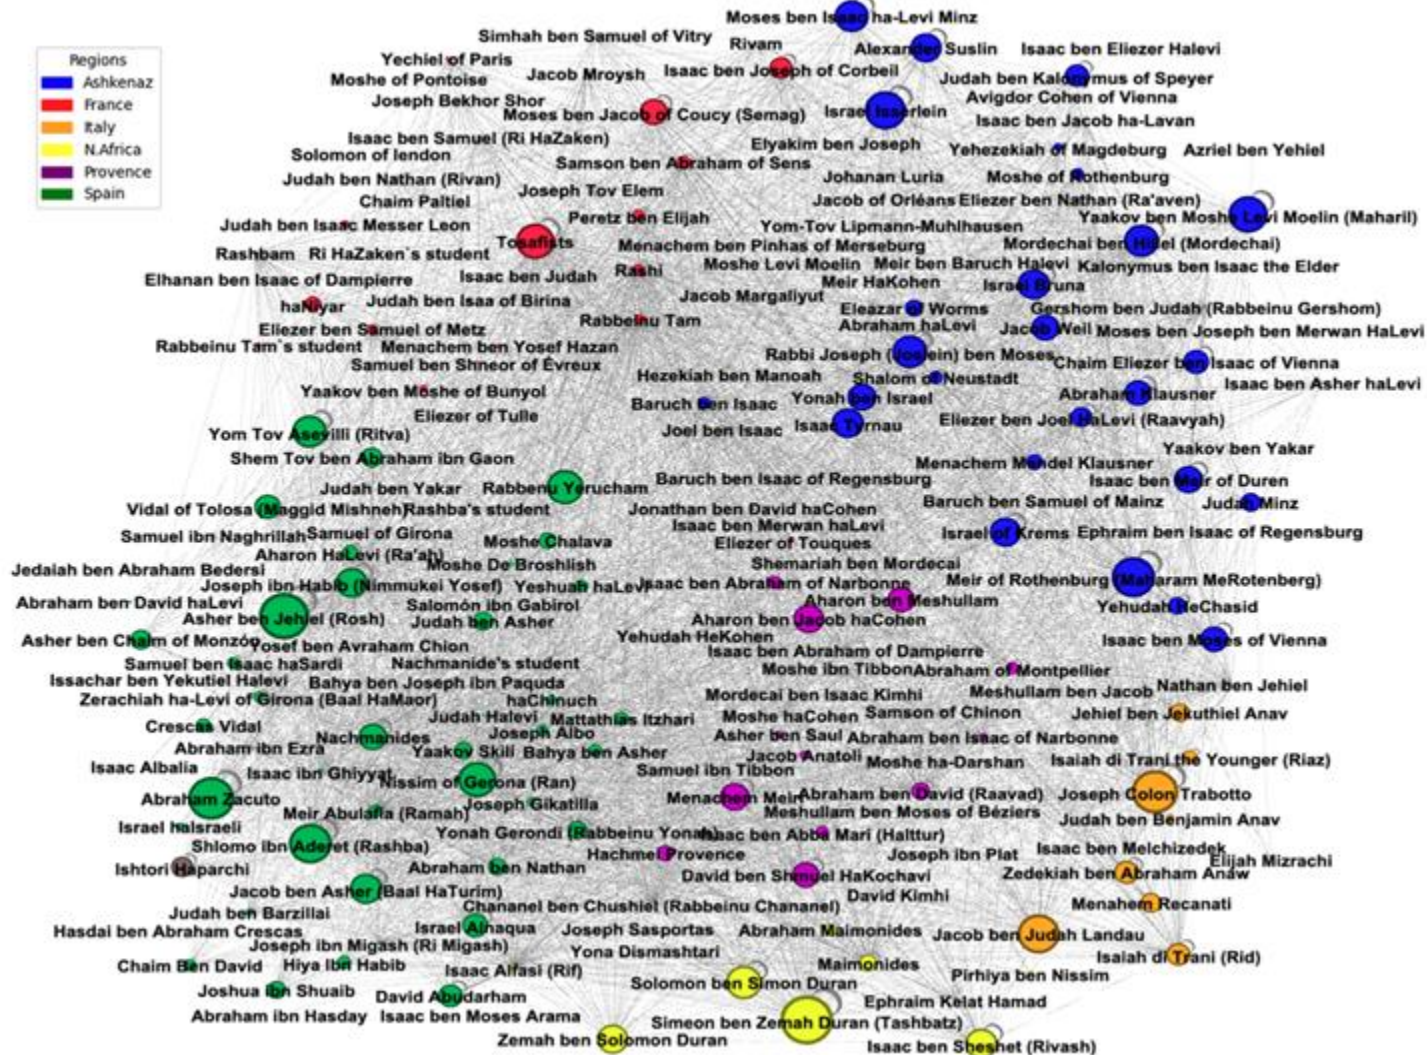 Moses ben Isaac ha-Levi Minz
Simhah ben Samuel of Vitry
Rivam
Alexander Suslin
Isaac ben Eliezer Halevi
Regions
Ashkenaz
France
Italy
N.Africa
Provence
Spain
Yechiel of Paris
Moshe of Pontoise
Jacob Mroysh
Isaac ben Joseph of Corbeil
Judah ben Kalonymus of Speyer
Joseph Bekhor Shor
Avigdor Cohen of Vienna
Moses ben Jacob of Coucy (Semag)
Israel Isserlein
Isaac ben Jacob ha-Lavan
Isaac ben Samuel (Ri HaZaken)
Elyakim ben Joseph
Yehezekiah of Magdeburg
Azriel ben Yehiel
Solomon of lendon
Samson ben Abraham of Sens
Judah ben Nathan (Rivan)
Johanan Luria
Moshe of Rothenburg
Joseph Tov Elem
Chaim Paltiel
Jacob of Orléans
Eliezer ben Nathan (Ra'aven)
Judah ben Isaac Messer Leon
Peretz ben Elijah
Yom-Tov Lipmann-Muhlhausen
Yaakov ben Moshe Levi Moelin (Maharil)
Tosafists
Menachem ben Pinhas of Merseburg
Mordechai ben Hillel (Mordechai)
Rashbam
Ri HaZaken`s student
Moshe Levi Moelin
Meir ben Baruch Halevi
Kalonymus ben Isaac the Elder
Elhanan ben Isaac of Dampierre
Isaac ben Judah
Rashi
Meir HaKohen
Israel Bruna
haNiyar
Judah ben Isaa of Birina
Jacob Margaliyut
Eleazar of Worms
Gershom ben Judah (Rabbeinu Gershom)
Eliezer ben Samuel of Metz
Rabbeinu Tam
Abraham haLevi
Jacob Weil
Moses ben Joseph ben Merwan HaLevi
Rabbeinu Tam`s student
Menachem ben Yosef Hazan
Rabbi Joseph (Joslein) ben Moses
Chaim Eliezer ben Isaac of Vienna
Samuel ben Shneor of Évreux
Hezekiah ben Manoah
Shalom of Neustadt
Isaac ben Asher haLevi
Yaakov ben Moshe of Bunyol
Baruch ben Isaac
Yonah ben Israel
Abraham Klausner
Eliezer of Tulle
Joel ben Isaac
Isaac Tyrnau
Eliezer ben Joel HaLevi (Raavyah)
Yom Tov Asevilli (Ritva)
Yaakov ben Yakar
Shem Tov ben Abraham ibn Gaon
Menachem Mendel Klausner
Judah ben Yakar
Rabbenu Yerucham
Baruch ben Isaac of Regensburg
Isaac ben Meir of Duren
Vidal of Tolosa (Maggid Mishneh)
Rashba's student
Jonathan ben David haCohen
Baruch ben Samuel of Mainz
Judah Minz
Samuel ibn Naghrillah
Samuel of Girona
Isaac ben Merwan haLevi
Israel of Krems
Ephraim ben Isaac of Regensburg
Moshe Chalava
Eliezer of Touques
Aharon HaLevi (Ra'ah)
Moshe De Broshlish
Shemariah ben Mordecai
Jedaiah ben Abraham Bedersi
Joseph ibn Habib (Nimmukei Yosef)
Yeshuah haLevi
Isaac ben Abraham of Narbonne
Meir of Rothenburg (Maharam MeRotenberg)
Abraham ben David haLevi
Salomón ibn Gabirol
Aharon ben Meshullam
Yehudah HeChasid
Asher ben Jehiel (Rosh)
Judah ben Asher
Aharon ben Jacob haCohen
Asher ben Chaim of Monzón
Yosef ben Avraham Chion
Yehudah HeKohen
Isaac ben Moses of Vienna
Samuel ben Isaac haSardi
Nachmanide's student
Isaac ben Abraham of Dampierre
Issachar ben Yekutiel Halevi
Bahya ben Joseph ibn Paquda
Moshe ibn Tibbon
Abraham of Montpellier
Zerachiah ha-Levi of Girona (Baal HaMaor)
haChinuch
Mordecai ben Isaac Kimhi
Meshullam ben Jacob
Nathan ben Jehiel
Crescas Vidal
Judah Halevi
Mattathias Itzhari
Moshe haCohen
Samson of Chinon
Jehiel ben Jekuthiel Anav
Nachmanides
Joseph Albo
Asher ben Saul
Abraham ben Isaac of Narbonne
Abraham ibn Ezra
Yaakov Skili
Bahya ben Asher
Jacob Anatoli
Moshe ha-Darshan
Isaiah di Trani the Younger (Riaz)
Isaac Albalia
Isaac ibn Ghiyyat
Nissim of Gerona (Ran)
Samuel ibn Tibbon
Abraham Zacuto
Joseph Gikatilla
Menachem Meiri
Abraham ben David (Raavad)
Joseph Colon Trabotto
Meir Abulafia (Ramah)
Meshullam ben Moses of Béziers
Judah ben Benjamin Anav
Israel haIsraeli
Yonah Gerondi (Rabbeinu Yonah)
Isaac ben Abba Mari (Halttur)
Shlomo ibn Aderet (Rashba)
Hachmei Provence
Joseph ibn Plat
Isaac ben Melchizedek
Elijah Mizrachi
Ishtori Haparchi
Abraham ben Nathan
David ben Shmuel HaKochavi
Zedekiah ben Abraham Anaw
Jacob ben Asher (Baal HaTurim)
David Kimhi
Menahem Recanati
Judah ben Barzillai
Chananel ben Chushiel (Rabbeinu Chananel)
Hasdai ben Abraham Crescas
Israel Alnaqua
Joseph Sasportas
Abraham Maimonides
Jacob ben Judah Landau
Joseph ibn Migash (Ri Migash)
Yona Dismashtari
Isaiah di Trani (Rid)
Chaim Ben David
Hiya Ibn Habib
Isaac Alfasi (Rif)
Maimonides
Pirhiya ben Nissim
Joshua ibn Shuaib
David Abudarham
Solomon ben Simon Duran
Ephraim Kelat Hamad
Abraham ibn Hasday
Isaac ben Moses Arama
Simeon ben Zemah Duran (Tashbatz)
Zemah ben Solomon Duran
Isaac ben Sheshet (Rivash)